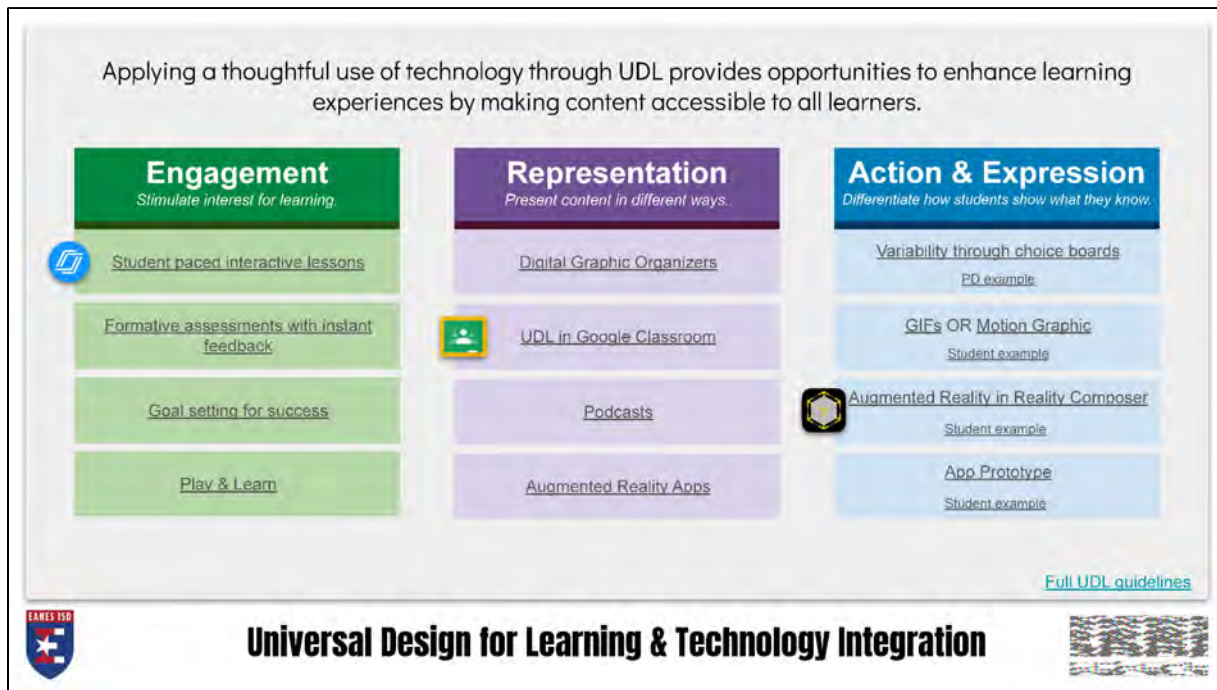 Applying a thoughtful use of technology through UDL provides opportunities to enhance learning
experiences by making content accessible to all learners.
Engagement
Stimulate interest for learning.
Student paced interactive lessons
Formative assessments with instant
feedback
Goal setting for success
Play & Learn
Representation
Present content in different ways.
Digital Graphic Organizers
UDL in Google Classroom
Podcasts
Augmented Reality Apps
Action & Expression
Differentiate how students show what they know.
Variability through choice boards
PD example
GIFs OR Motion Graphic
Student example
Augmented Reality in Reality Composer
Student example
App Prototype
Student example
Full UDL guidelines
EANES ISD
E
Universal Design for Learning & Technology Integration